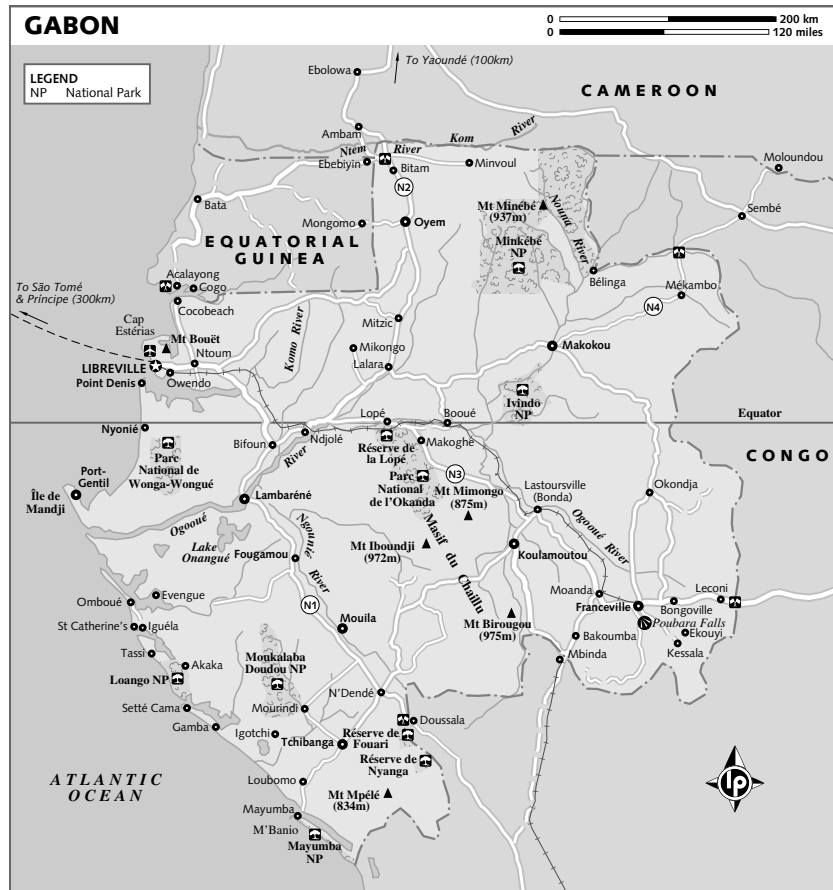 GABON
0 200 km
0 120 miles
LEGEND
NP National Park
To Yaoundé (100km)
Ebolowa
CAMEROON
Ambam
Ntem River
Kom River
Ebebiyin
Bitam
Minvoul
Moloundou
N2
Bata
Mt Minébé
(937m)
Nouna River
Sembé
Mongomo
Oyem
EQUATORIAL
GUINEA
Minkébé
NP
Bélinga
Acalayong
Cogo
Mékambo
To São Tomé
& Príncipe (300km)
Cocobeach
N4
Cap
Estérias
Mt Bouët
Komo River
Mitzic
Mikongo
Makokou
Ntoum
LIBREVILLE
Lalara
Point Denis
Owendo
Ivindo
NP
Lopé
Booué
Equator
Nyonié
Bifoun
Ndjolé
Makoghé
Réserve de
la Lopé
Parc
National de
Wonga-Wongué
River
CONGO
Port-
Gentil
Parc
National
de l'Okanda
N3
Mt Mimongo
(875m)
Lastoursville
(Bonda)
Okondja
Île de
Mandji
Lambaréné
Ogooué
Ngounié River
Masif du Chaillu
Ogooué River
Lake
Onangué
Fougamou
Mt Iboundji
(972m)
Koulamoutou
Evengue
Omboué
N1
Moanda
Leconi
Franceville
Bongoville
St Catherine's
Iguéla
Mouila
Mt Birougou
(975m)
Poubara Falls
Ekouyi
Bakoumba
Kessala
Tassi
Akaka
Moukalaba
Doudou NP
Mbinda
Loango NP
N'Dendé
Setté Cama
Mourindi
Doussala
Gamba
Igotchi
Tchibanga
Réserve de
Fouari
Réserve de
Nyanga
ATLANTIC
OCEAN
Loubomo
Mt Mpélé
(834m)
lp
Mayumba
M'Banio
Mayumba
NP